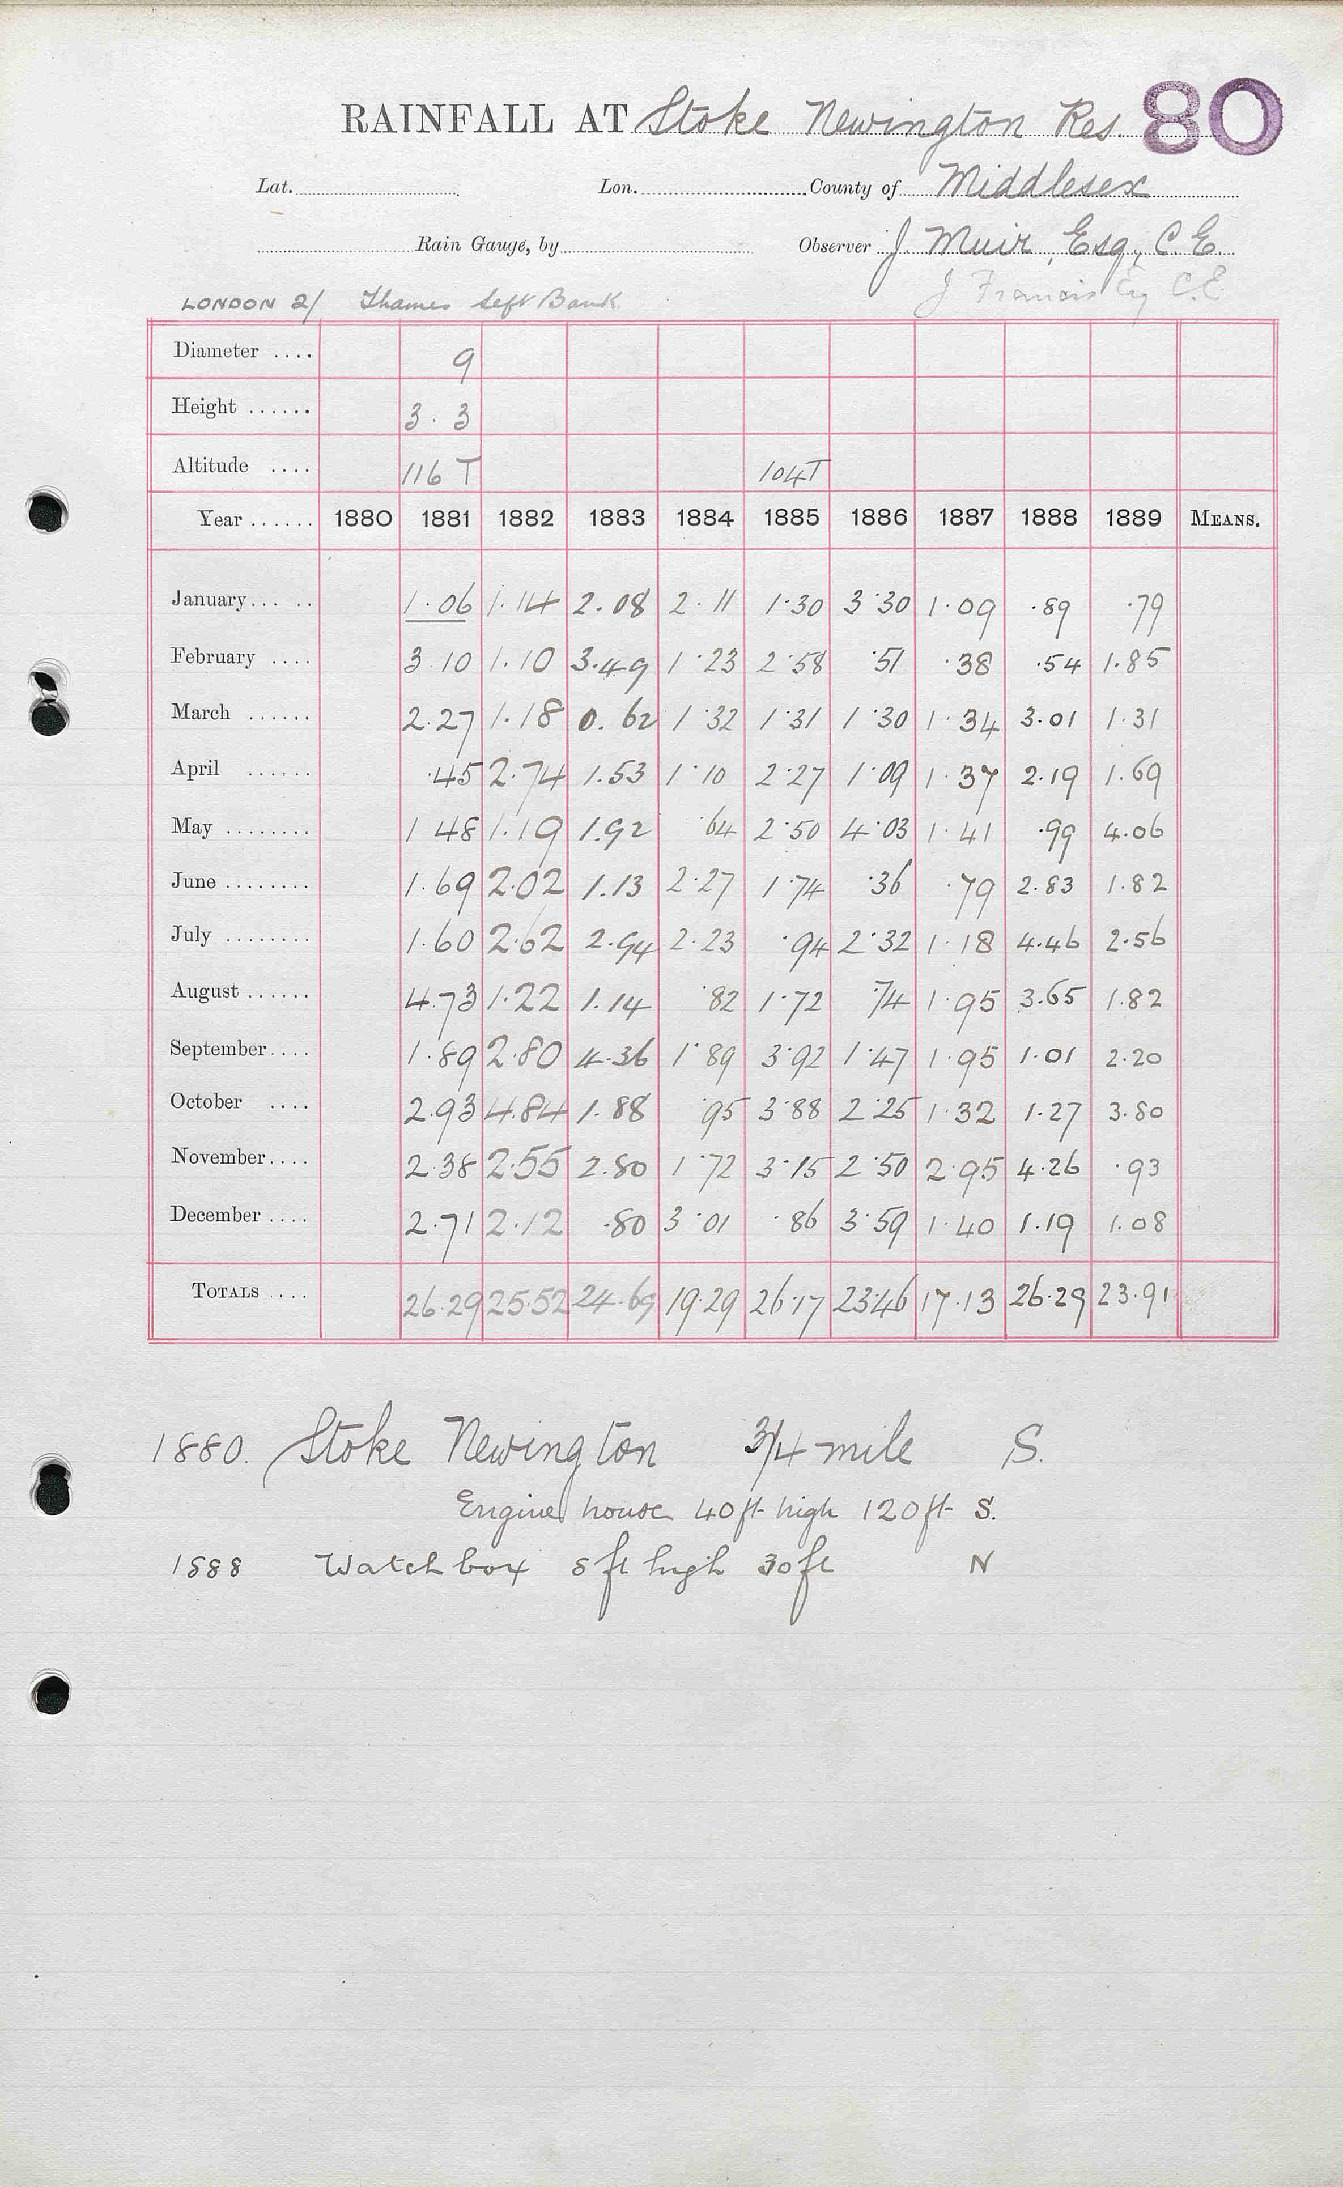 RAINFALL AT Stoke Newington Res. 80
Lat. Lon. County of Middlesex
Rain Gauge, by Observer J Muir, Esq., C.E.
J Francis Esq C.E
LONDON 2/ Thames Left Bank
Diameter .... 9
Height ...... 3. 3
Altitude .... 116 T 104T
Year ...... 1880 1881 1882 1883 1884 1885 1886 1887 1888 1889 MEANS.
January... .. 1.06 1.14 2.08 2.11 1.30 3.30 1.09 .89 .79
February .... 3.10 1.10 3.49 1.23 2.58 .51 .38 .54 1.85
March ...... 2.27 1.18 0.62 1.32 1.31 1.30 1.34 3.01 1.31
April ...... .45 2.74 1.53 1.10 2.27 1.09 1.37 2.19 1.69
May ........ 1.48 1.19 1.92 .64 2.50 4.03 1.41 .99 4.06
June ........ 1.69 2.02 1.13 2.27 1.74 .36 .79 2.83 1.82
July ........ 1.60 2.62 2.94 2.23 .94 2.32 1.18 4.46 2.56
August ...... 4.73 1.22 1.14 .82 1.72 .74 1.95 3.65 1.82
September.... 1.89 2.80 4.36 1.89 3.92 1.47 1.95 1.01 2.20
October .... 2.93 4.84 1.88 .95 3.88 2.25 1.32 1.27 3.80
November.... 2.38 2.55 2.80 1.72 3.15 2.50 2.95 4.26 .93
December .... 2.71 2.12 .80 3.01 .86 3.59 1.40 1.19 1.08
TOTALS .... 26.29 25.52 24.69 19.29 26.17 23.46 17.13 26.29 23.91
1880. Stoke Newington 3/4 mile S.
Engine house 40 ft high 120 ft S.
1888 Watch box 8 ft high 30 ft N